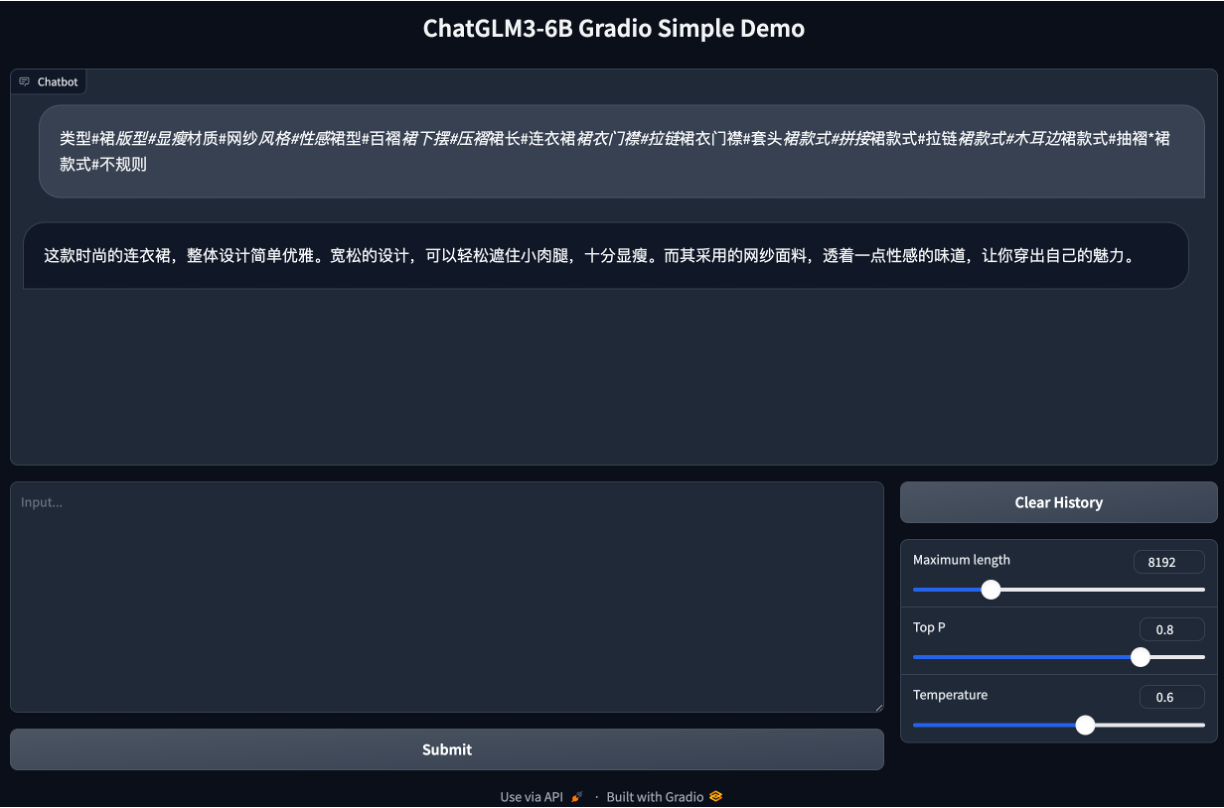 ChatGLM3-6B Gradio Simple Demo
Chatbot
类型#裙版型#显瘦材质#网纱风格#性感裙型#百褶裙下摆#压褶裙长#连衣裙裙衣门襟#拉链裙衣门襟#套头裙款式#拼接裙款式#拉链裙款式#木耳边裙款式#抽褶*裙
款式#不规则
这款时尚的连衣裙，整体设计简单优雅。宽松的设计，可以轻松遮住小肉腿，十分显瘦。而其采用的网纱面料，透着一点性感的味道，让你穿出自己的魅力。
Input...
Clear History
Maximum length 8192
Top P 0.8
Temperature 0.6
Submit
Use via API · Built with Gradio